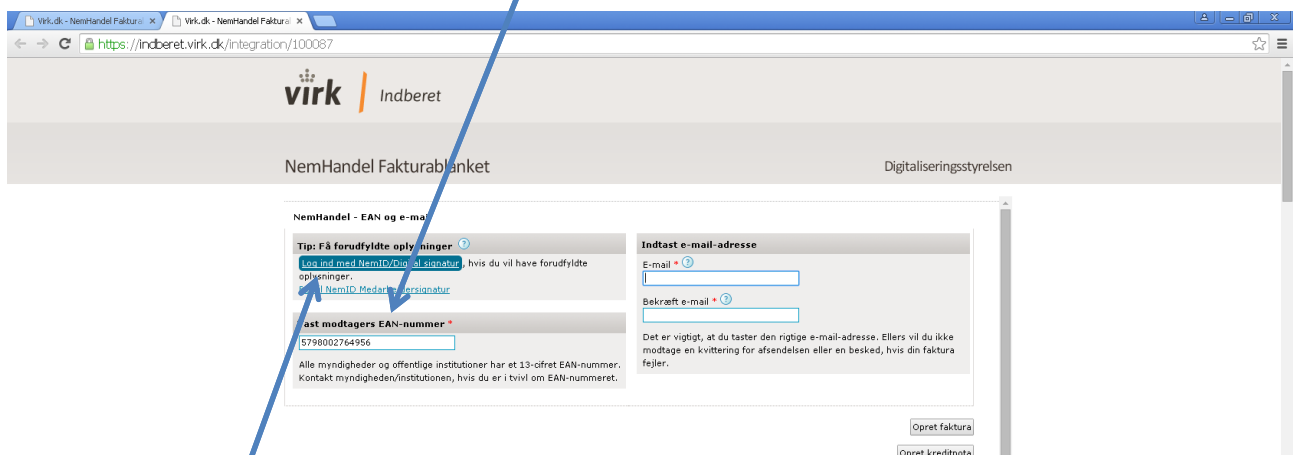 Virk.dk - NemHandel Faktural
Virk.dk - NemHandel Faktural
https://indberet.virk.dk/integration/100087
virk Indberet
NemHandel Fakturablanket
Digitaliseringsstyrelsen
NemHandel - EAN og e-mail
Tip: Få forudfyldte oplysninger ?
Log ind med NemID/Digital signatur, hvis du vil have forudfyldte
oplysninger.
NemID Medarbejdersignatur
Tast modtagers EAN-nummer *
5798002764956
Alle myndigheder og offentlige institutioner har et 13-cifret EAN-nummer.
Kontakt myndigheden/institutionen, hvis du er i tvivl om EAN-nummeret.
Indtast e-mail-adresse
E-mail * ?
Bekræft e-mail * ?
Det er vigtigt, at du taster den rigtige e-mail-adresse. Ellers vil du ikke
modtage en kvittering for afsendelsen eller en besked, hvis din faktura
fejler.
Opret faktura
Opret kreditnota